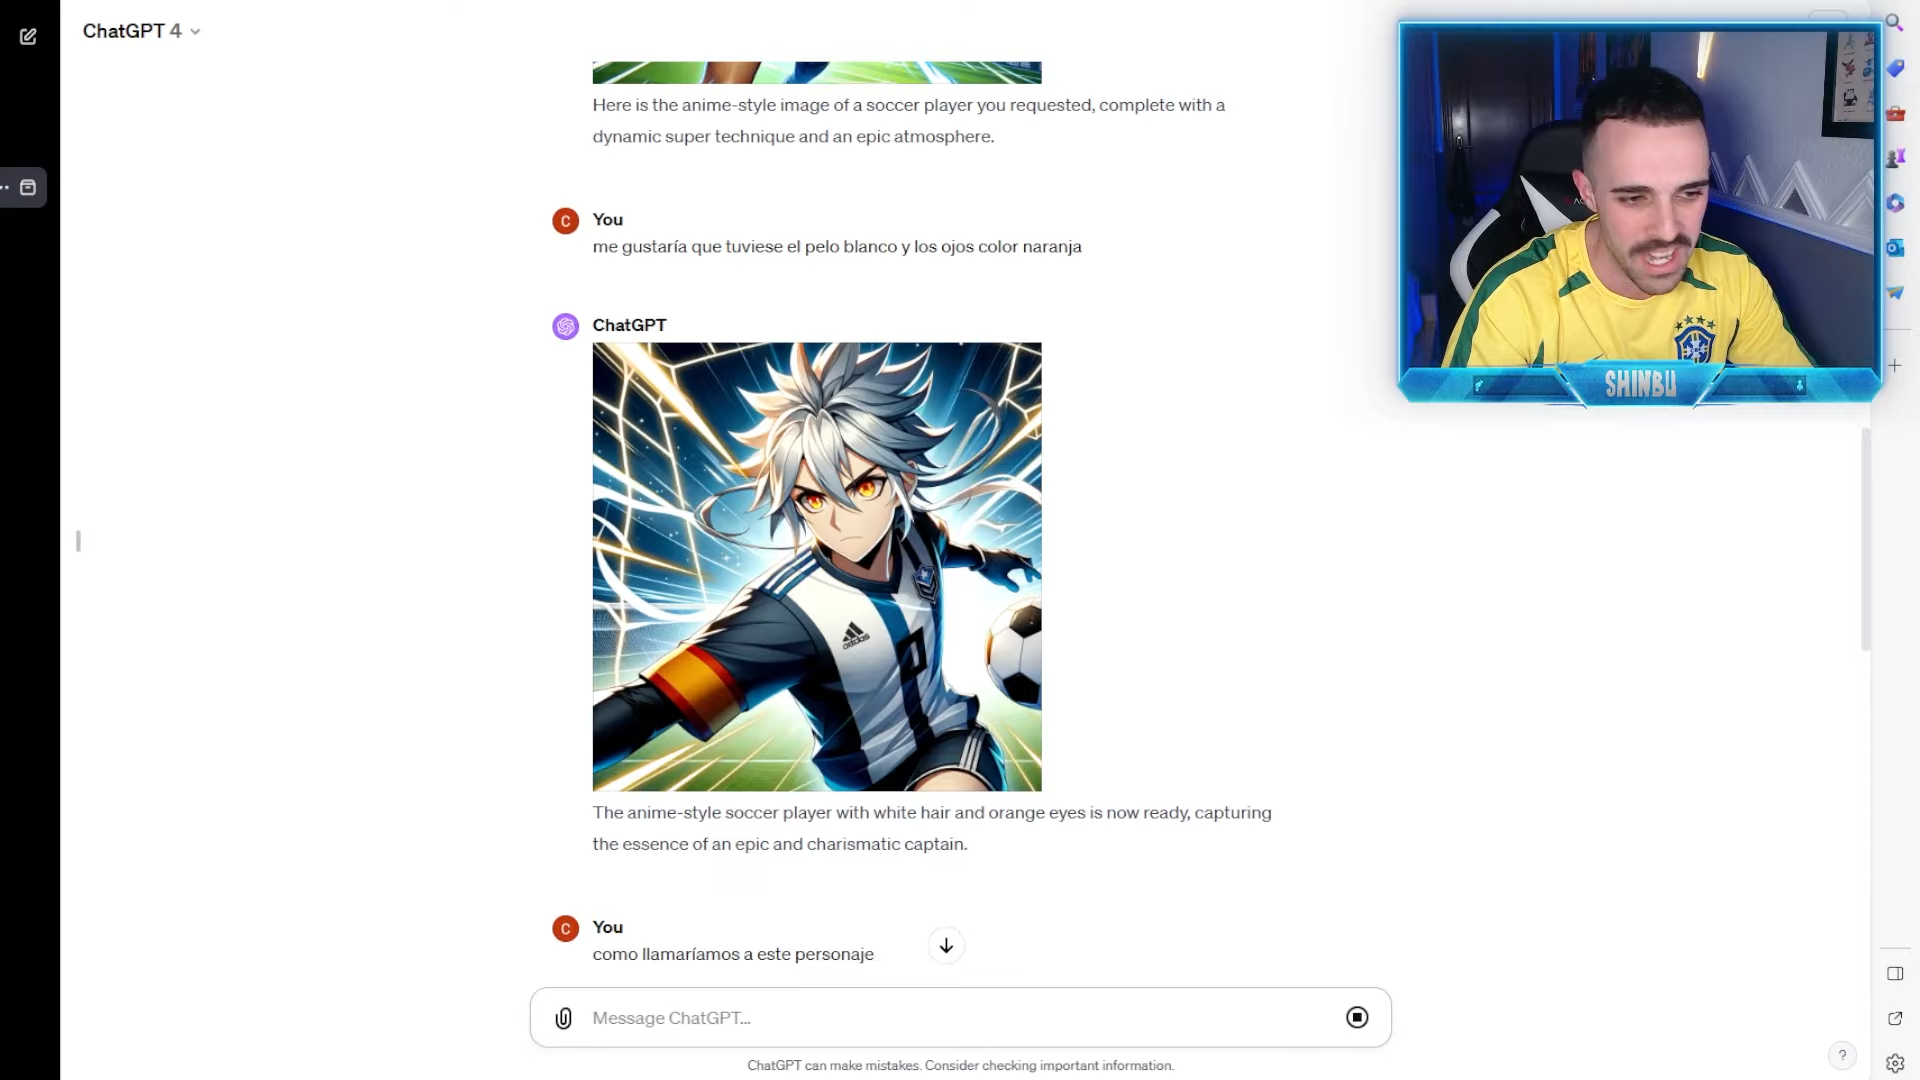 ChatGPT 4
Here is the anime-style image of a soccer player you requested, complete with a
dynamic super technique and an epic atmosphere.
C
You
me gustaría que tuviese el pelo blanco y los ojos color naranja
ChatGPT
adidas
The anime-style soccer player with white hair and orange eyes is now ready, capturing
the essence of an epic and charismatic captain.
C
You
como llamaríamos a este personaje
Message ChatGPT...
ChatGPT can make mistakes. Consider checking important information.
?
SHINBU